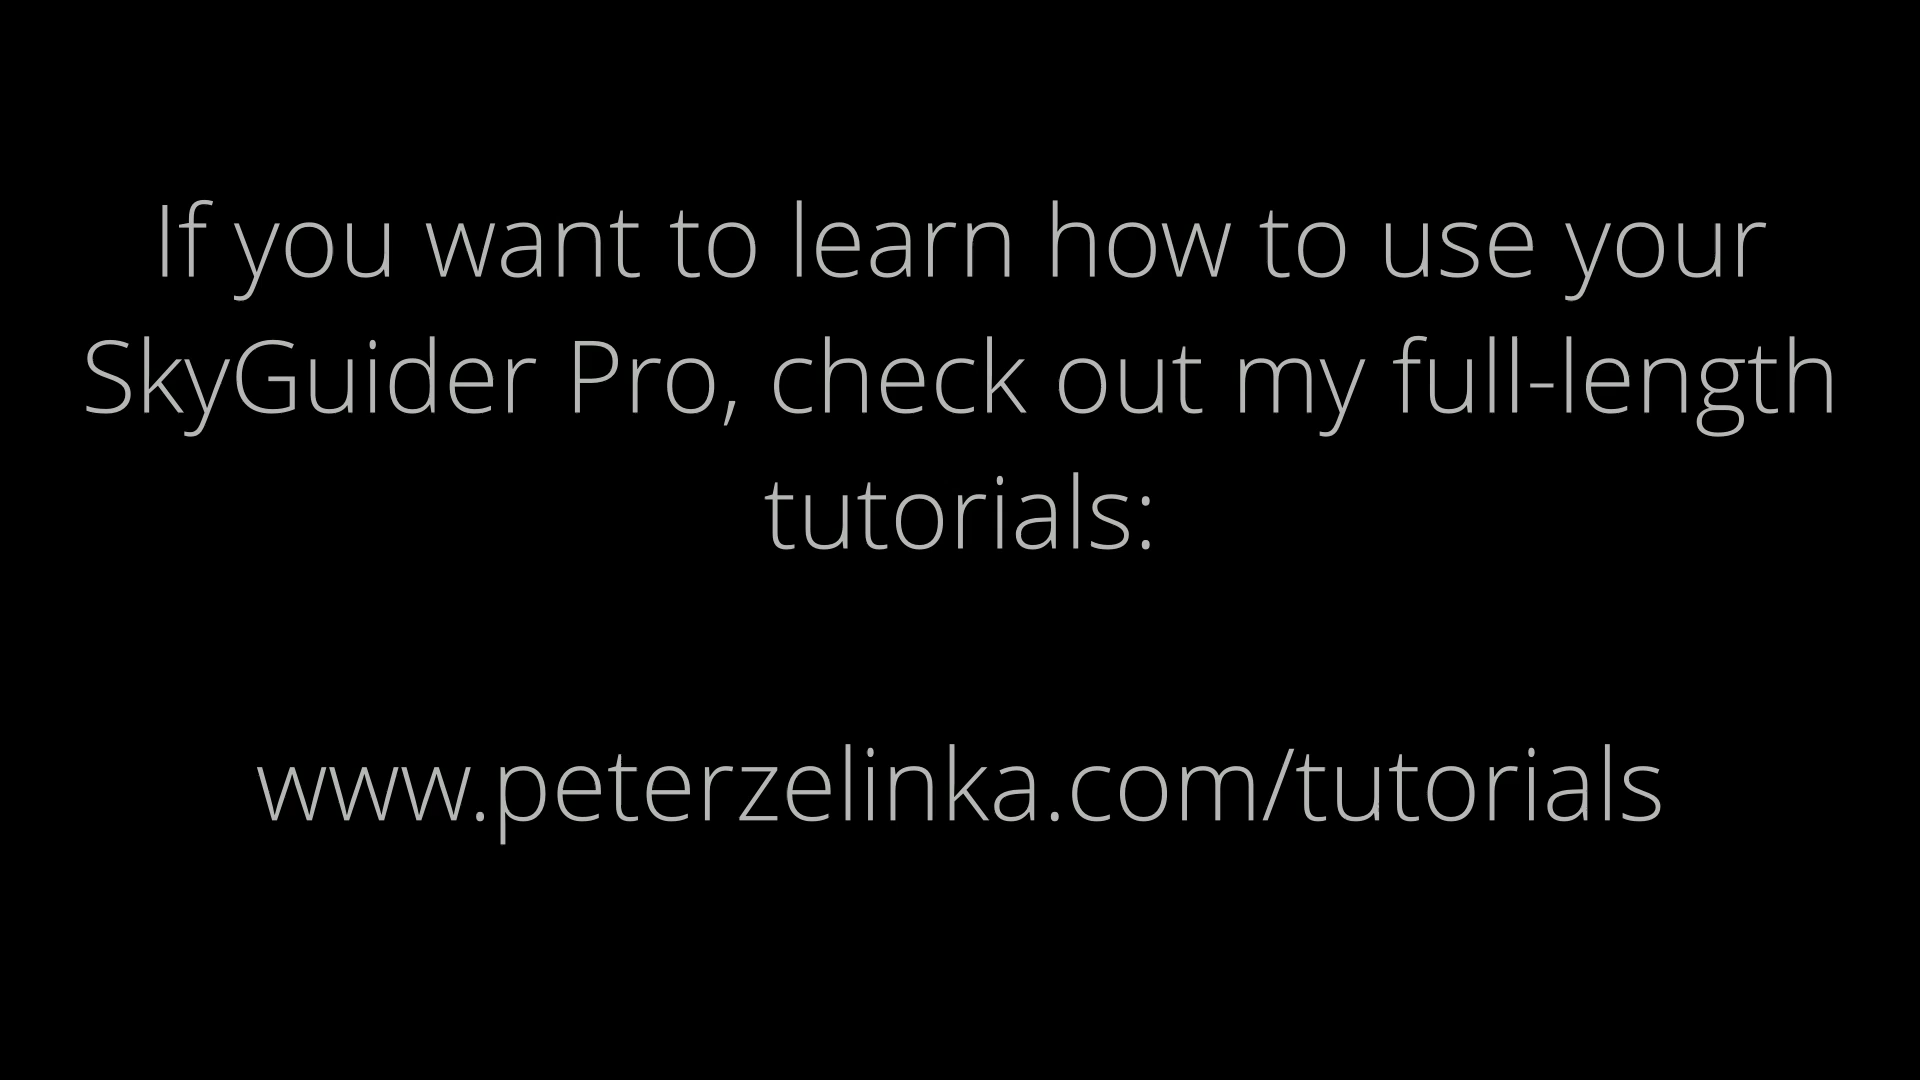 If you want to learn how to use your
SkyGuider Pro, check out my full-length
tutorials:
www.peterzelinka.com/tutorials